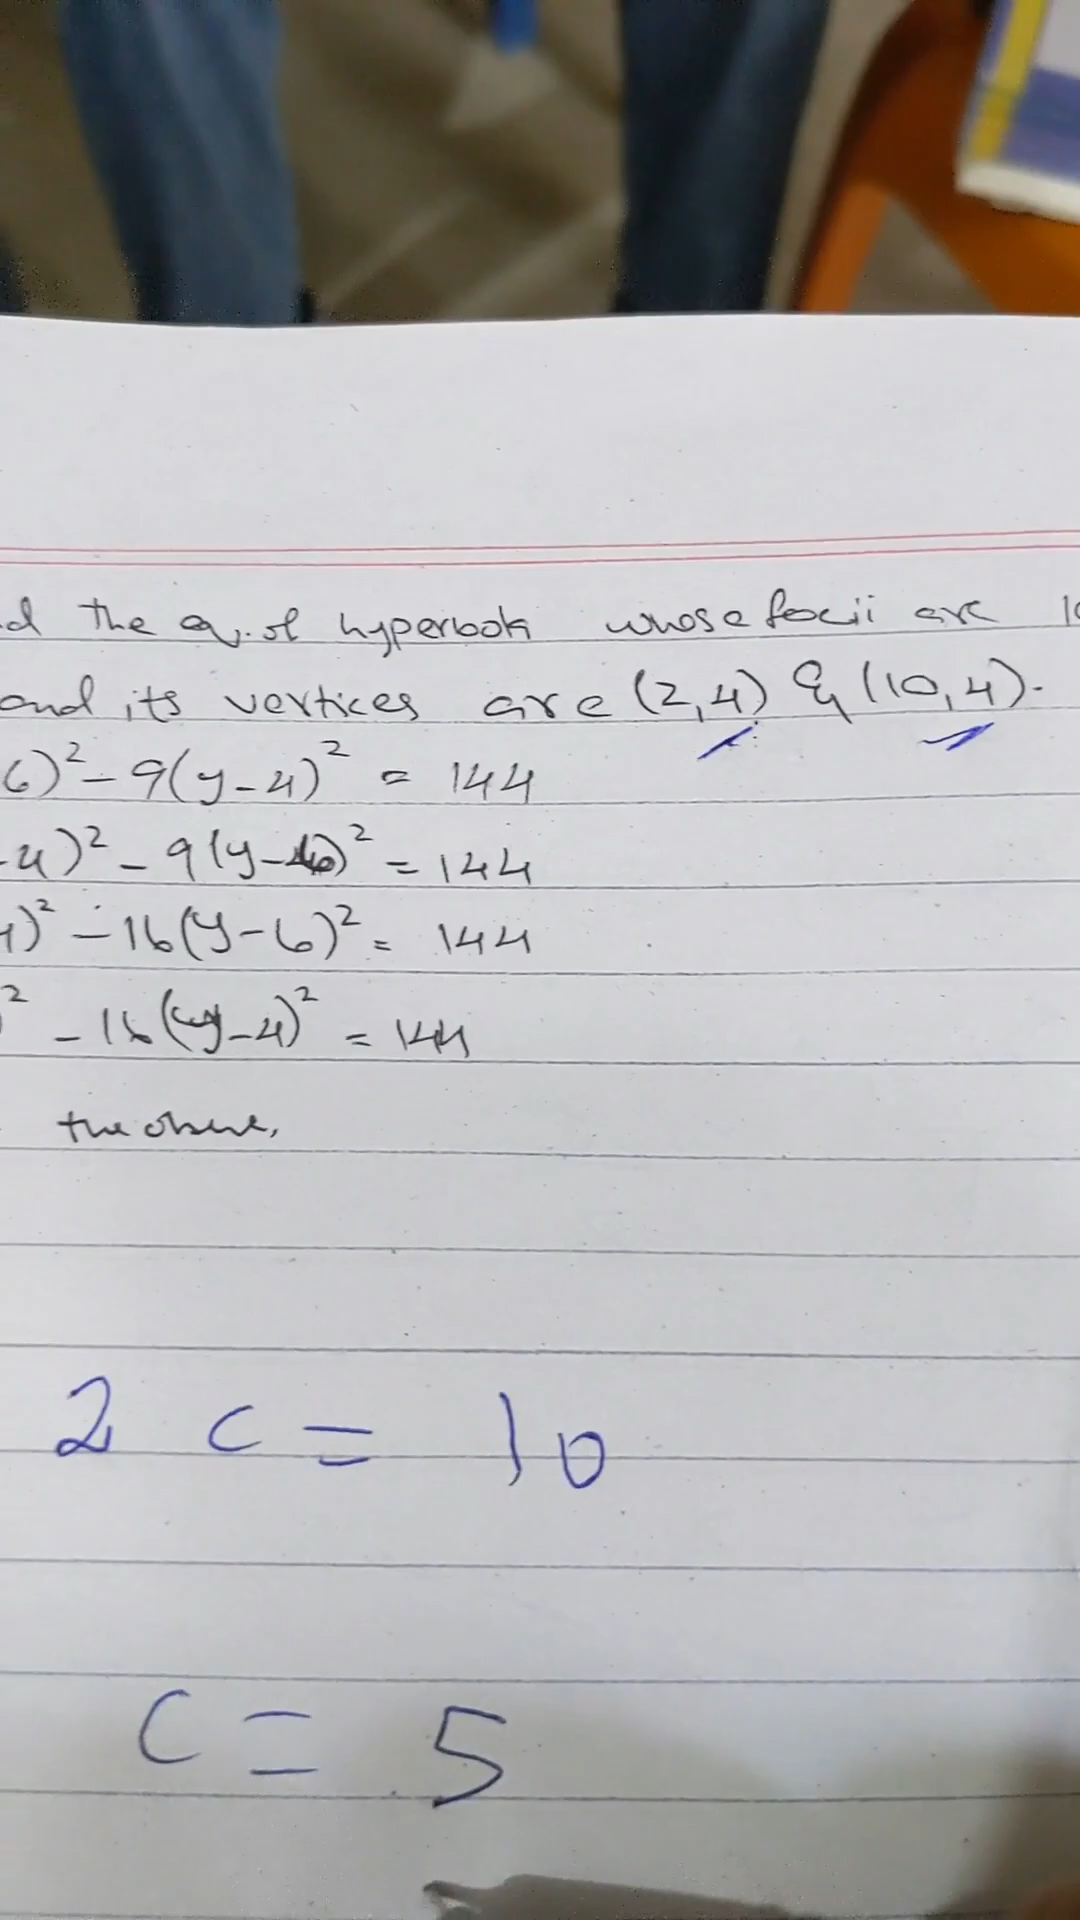 d the eq. of hyperbola whose focii are 10
and its vertices are (2,4) & (10,4).
6)² - 9(y-4)² = 144
-4)² - 9(y-6)² = 144
4)² - 16(y-6)² = 144
)² - 16(y-4)² = 144
the above,
2 c = 10
c = 5